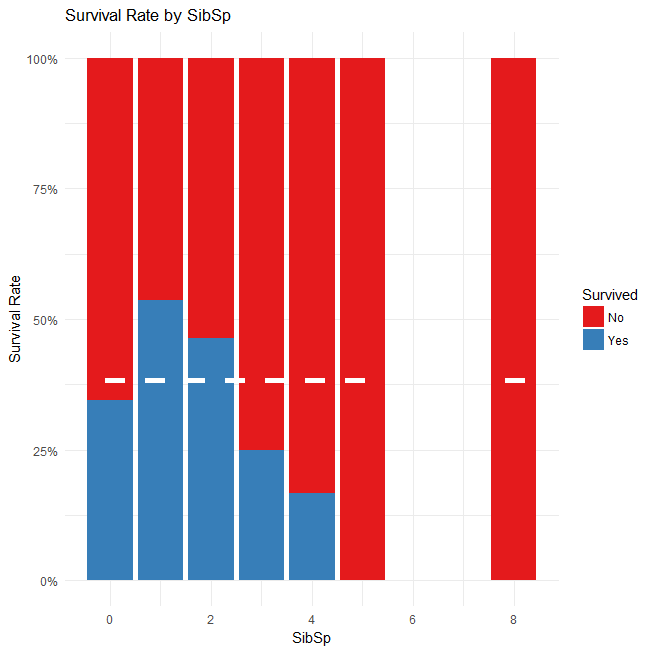 Survival Rate by SibSp
100%
75%
50%
25%
0%
Survival Rate
0 2 4 6 8
SibSp
Survived
No
Yes